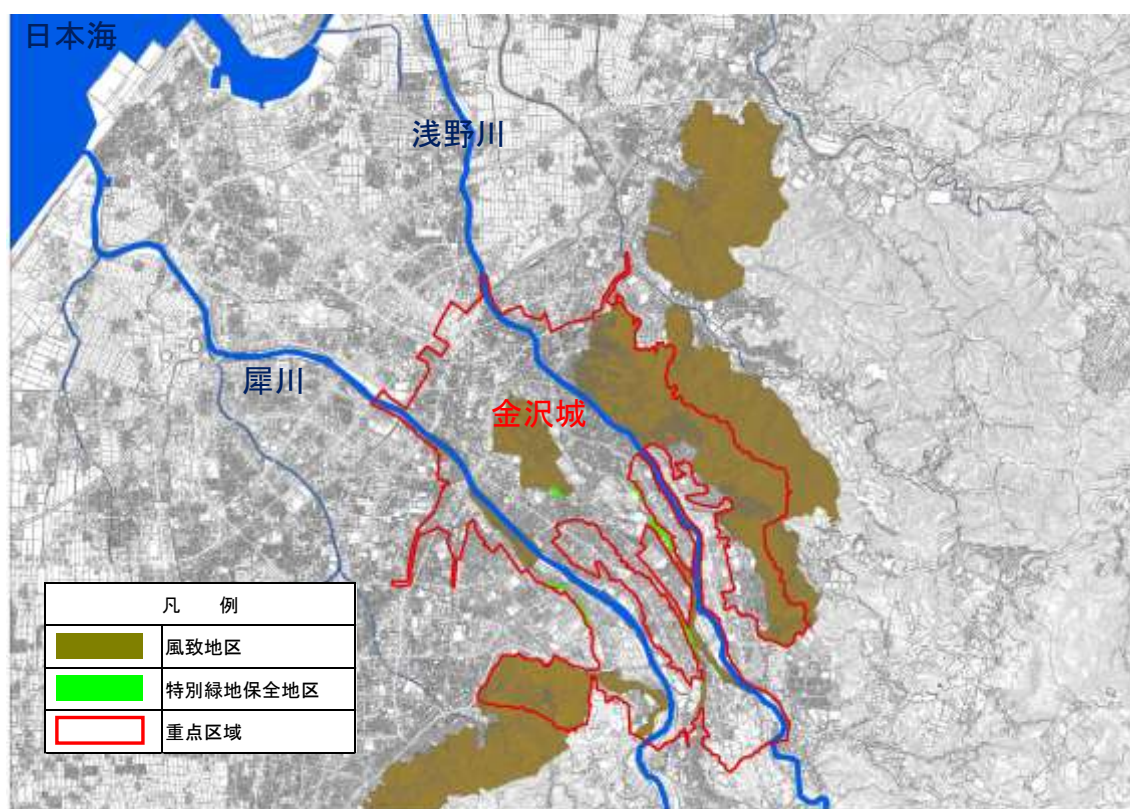 日本海
浅野川
犀川
金沢城
凡 例
風致地区
特別緑地保全地区
重点区域